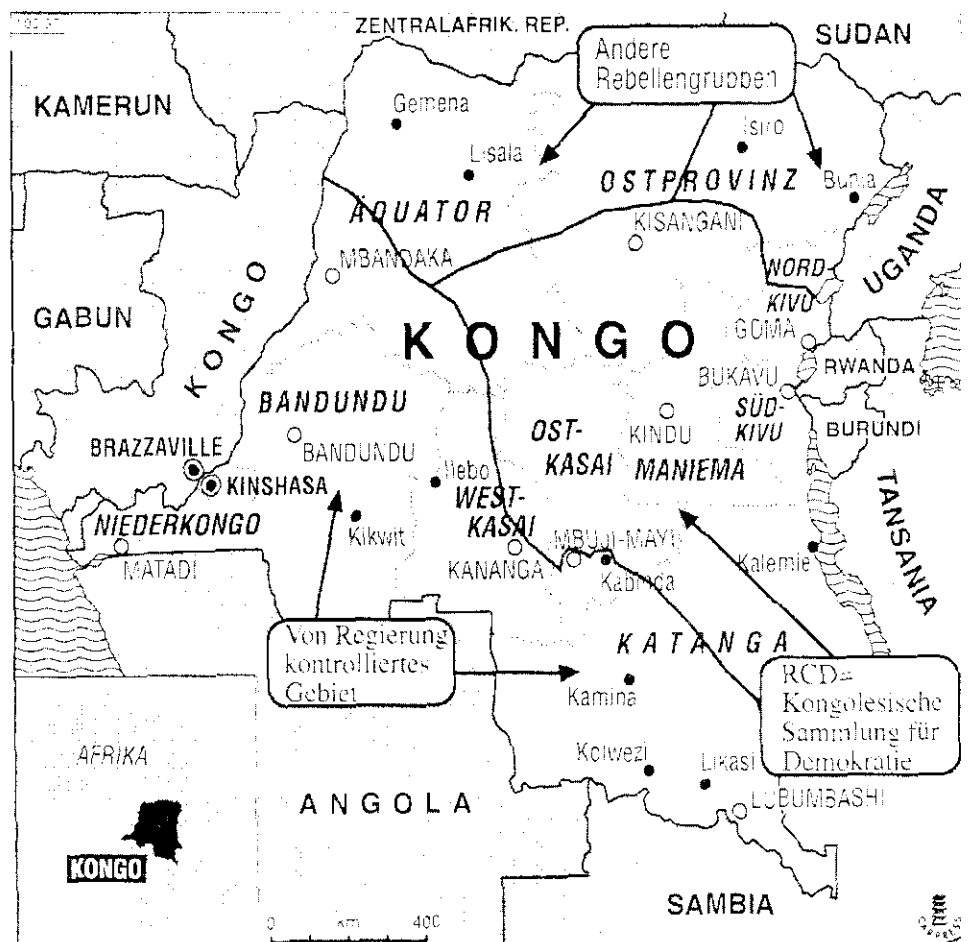 ZENTRALAFRIK. REP.
SUDAN
Andere
Rebellengruppen
KAMERUN
Gemena
Lisala
Isiro
OSTPROVINZ
Bunia
ÄQUATOR
KISANGANI
UGANDA
MBANDAKA
NORD-
KIVU
GABUN
KONGO
KONGO
GOMA
BUKAVU
RWANDA
BANDUNDU
SÜD-
KIVU
BURUNDI
BANDUNDU
KINDU
OST-
KASAI
MANIEMA
BRAZZAVILLE
KINSHASA
Ilebo
WEST-
KASAI
TANSANIA
NIEDERKONGO
MATADI
Kikwit
KANANGA
MBUJI-MAYI
Kabinda
Kalemie
Von Regierung
kontrolliertes
Gebiet
KATANGA
Kamina
RCD=
Kongolesische
Sammlung für
Demokratie
AFRIKA
KONGO
Kolwezi
Likasi
LUBUMBASHI
ANGOLA
SAMBIA
0 km 400